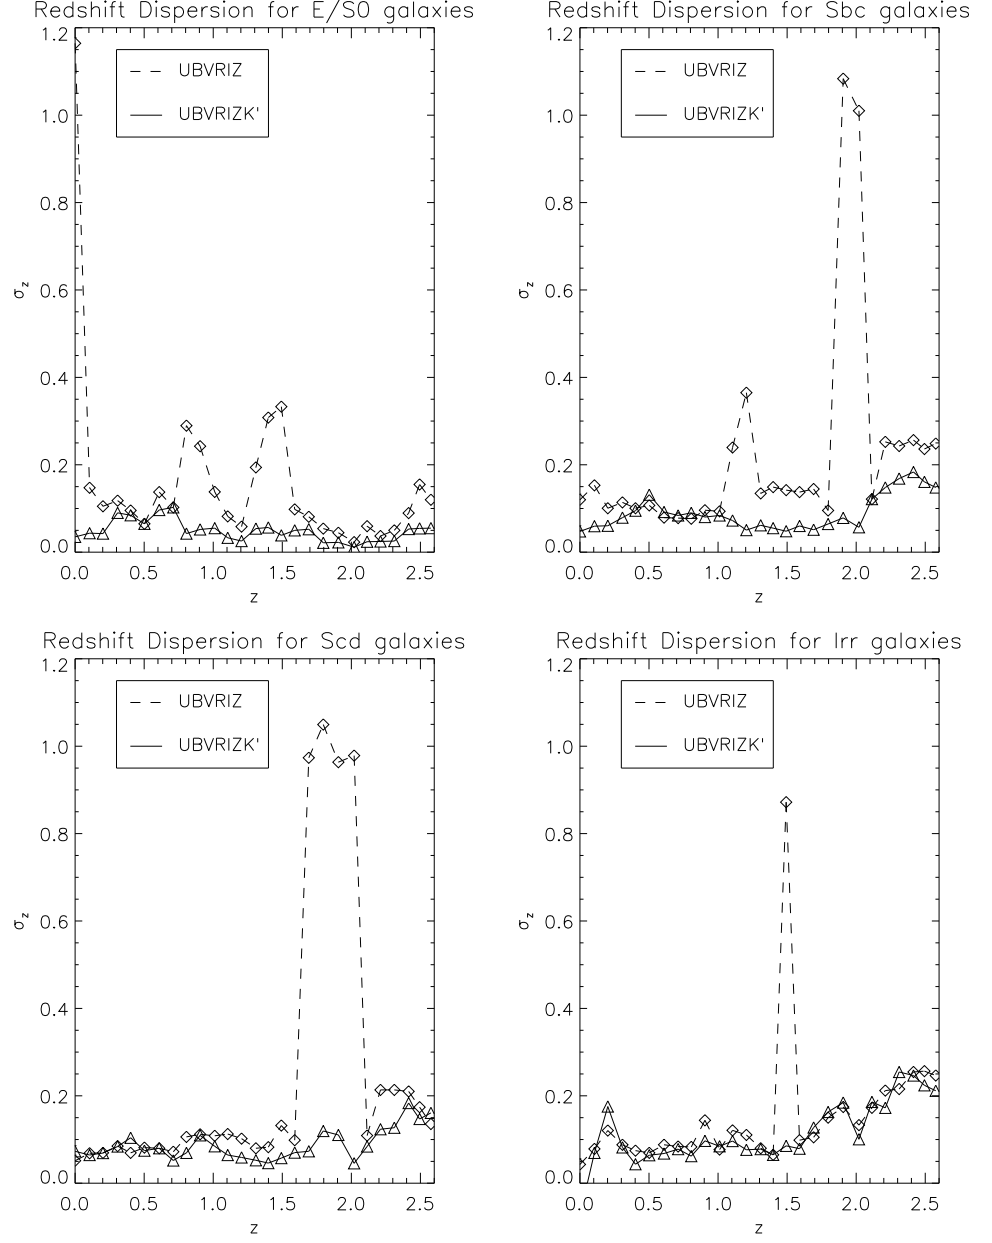 Redshift Dispersion for E/S0 galaxies
1.2
1.0
0.8
0.6
0.4
0.2
0.0
σz
UBVRIZ
UBVRIZK'
0.0 0.5 1.0 1.5 2.0 2.5
z
Redshift Dispersion for Sbc galaxies
1.2
1.0
0.8
0.6
0.4
0.2
0.0
σz
UBVRIZ
UBVRIZK'
0.0 0.5 1.0 1.5 2.0 2.5
z
Redshift Dispersion for Scd galaxies
1.2
1.0
0.8
0.6
0.4
0.2
0.0
σz
UBVRIZ
UBVRIZK'
0.0 0.5 1.0 1.5 2.0 2.5
z
Redshift Dispersion for Irr galaxies
1.2
1.0
0.8
0.6
0.4
0.2
0.0
σz
UBVRIZ
UBVRIZK'
0.0 0.5 1.0 1.5 2.0 2.5
z